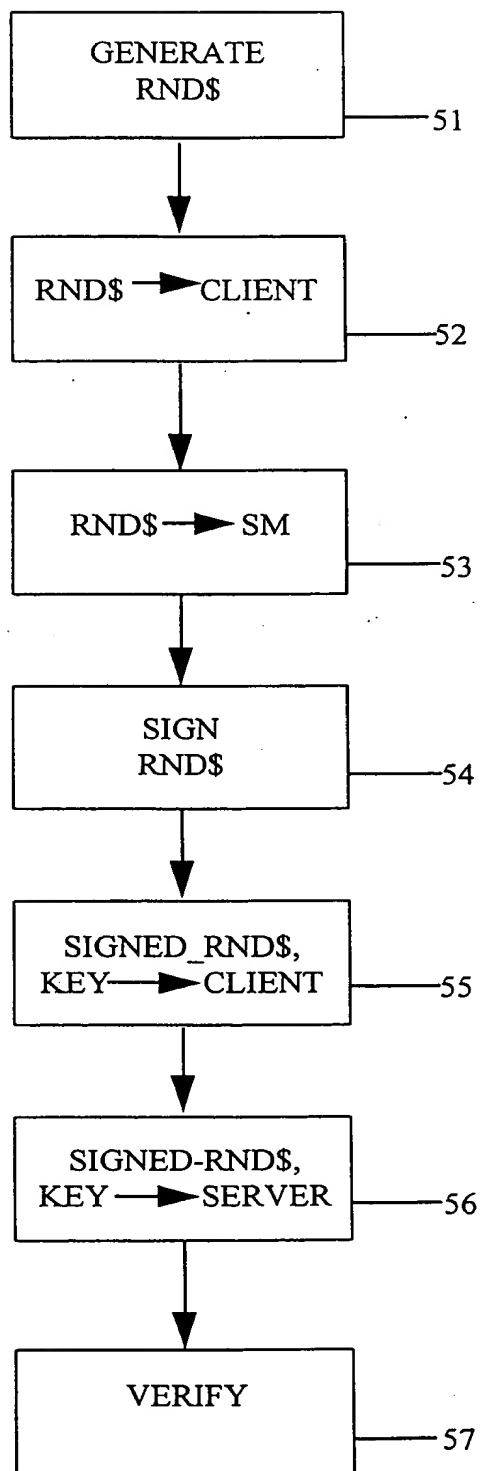 GENERATE
RND$
51
RND$ → CLIENT
52
RND$ → SM
53
SIGN
RND$
54
SIGNED_RND$,
KEY → CLIENT
55
SIGNED-RND$,
KEY → SERVER
56
VERIFY
57